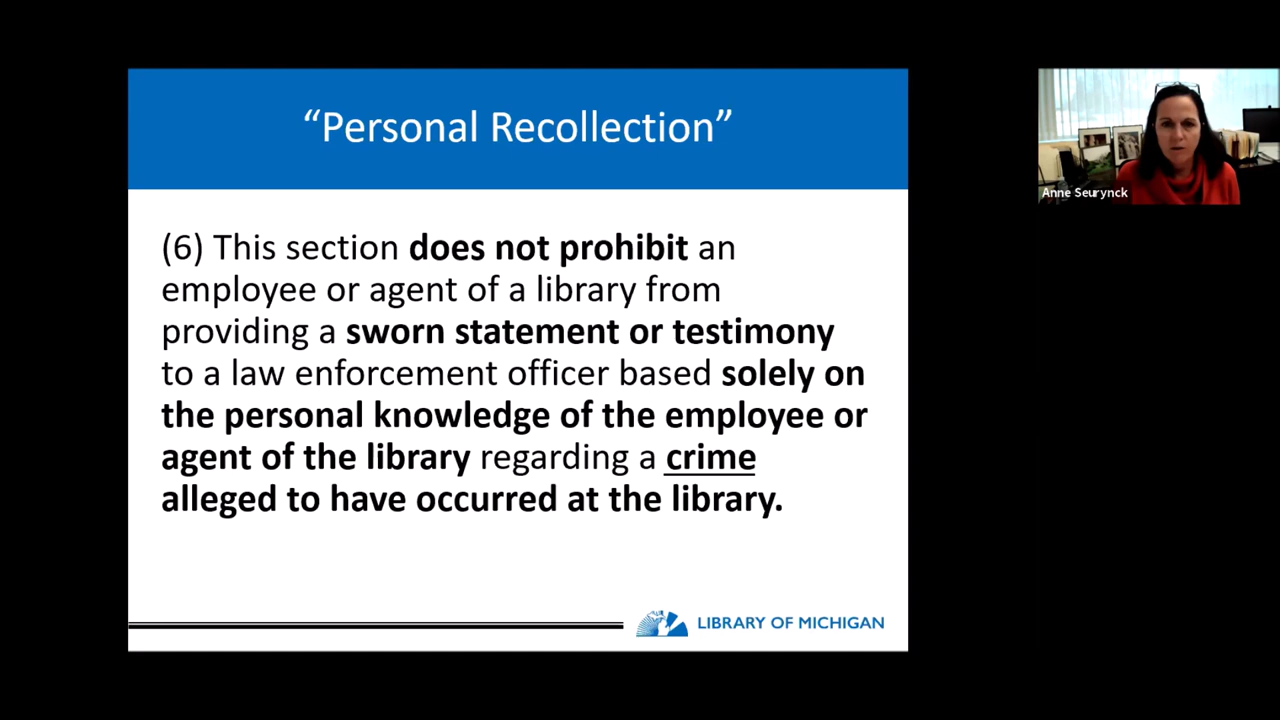 “Personal Recollection”
(6) This section does not prohibit an
employee or agent of a library from
providing a sworn statement or testimony
to a law enforcement officer based solely on
the personal knowledge of the employee or
agent of the library regarding a crime
alleged to have occurred at the library.
LIBRARY OF MICHIGAN
Anne Seurynck